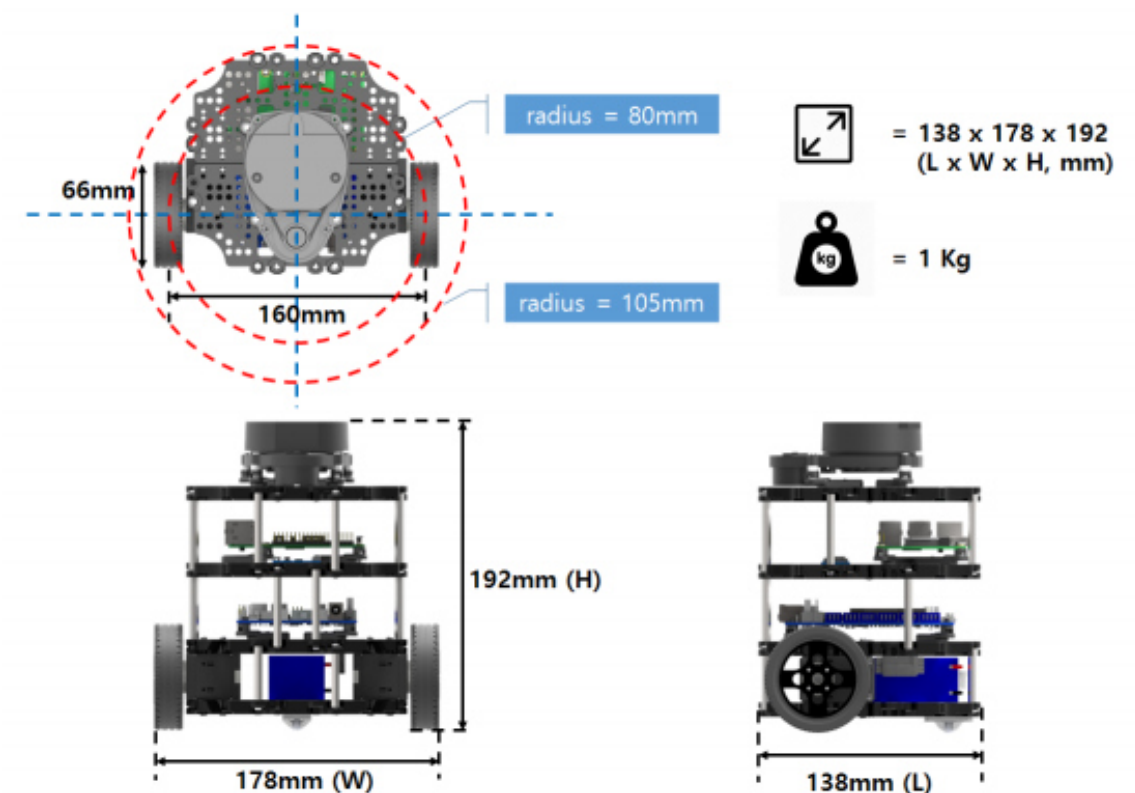 radius = 80mm
= 138 x 178 x 192
(L x W x H, mm)
66mm
kg
= 1 Kg
160mm
radius = 105mm
192mm (H)
178mm (W)
138mm (L)